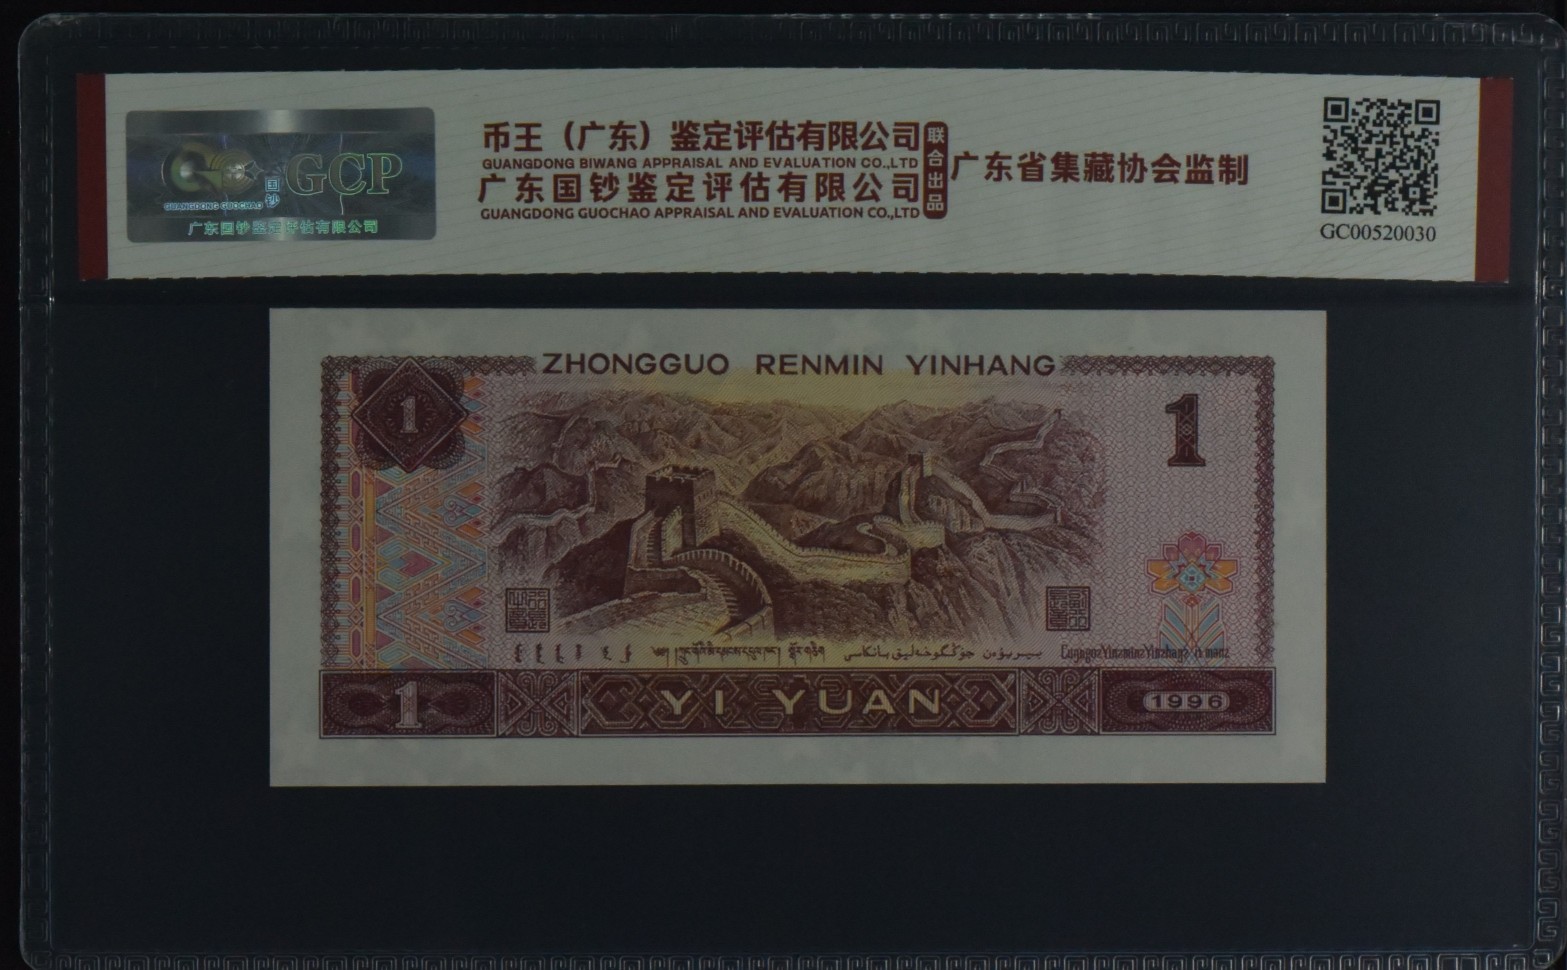 GCP
国钞
GUANGDONG GUOCHAO
广东国钞鉴定评估有限公司
币王（广东）鉴定评估有限公司
GUANGDONG BIWANG APPRAISAL AND EVALUATION CO.,LTD
广东国钞鉴定评估有限公司
GUANGDONG GUOCHAO APPRAISAL AND EVALUATION CO.,LTD
联合出品
广东省集藏协会监制
GC00520030
ZHONGGUO RENMIN YINHANG
1
1
1
YI YUAN
1996